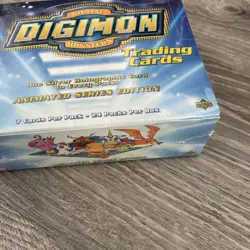 DIGIMON
DIGITAL MONSTERS
Trading
Cards
One Silver Holographic Card
in Every Pack!
ANIMATED SERIES EDITION
7 Cards Per Pack • 24 Packs Per Box